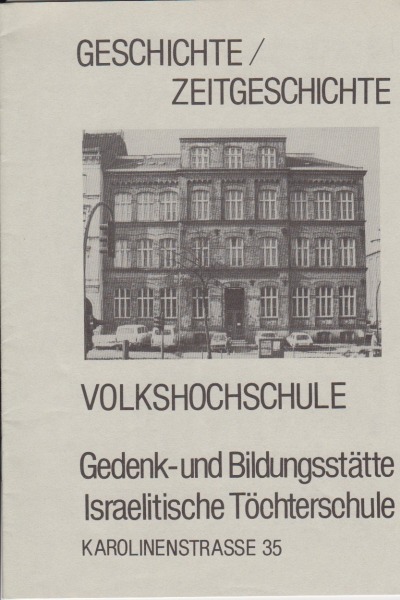 GESCHICHTE/
ZEITGESCHICHTE
VOLKSHOCHSCHULE
Gedenk- und Bildungsstätte
Israelitische Töchterschule
KAROLINENSTRASSE 35